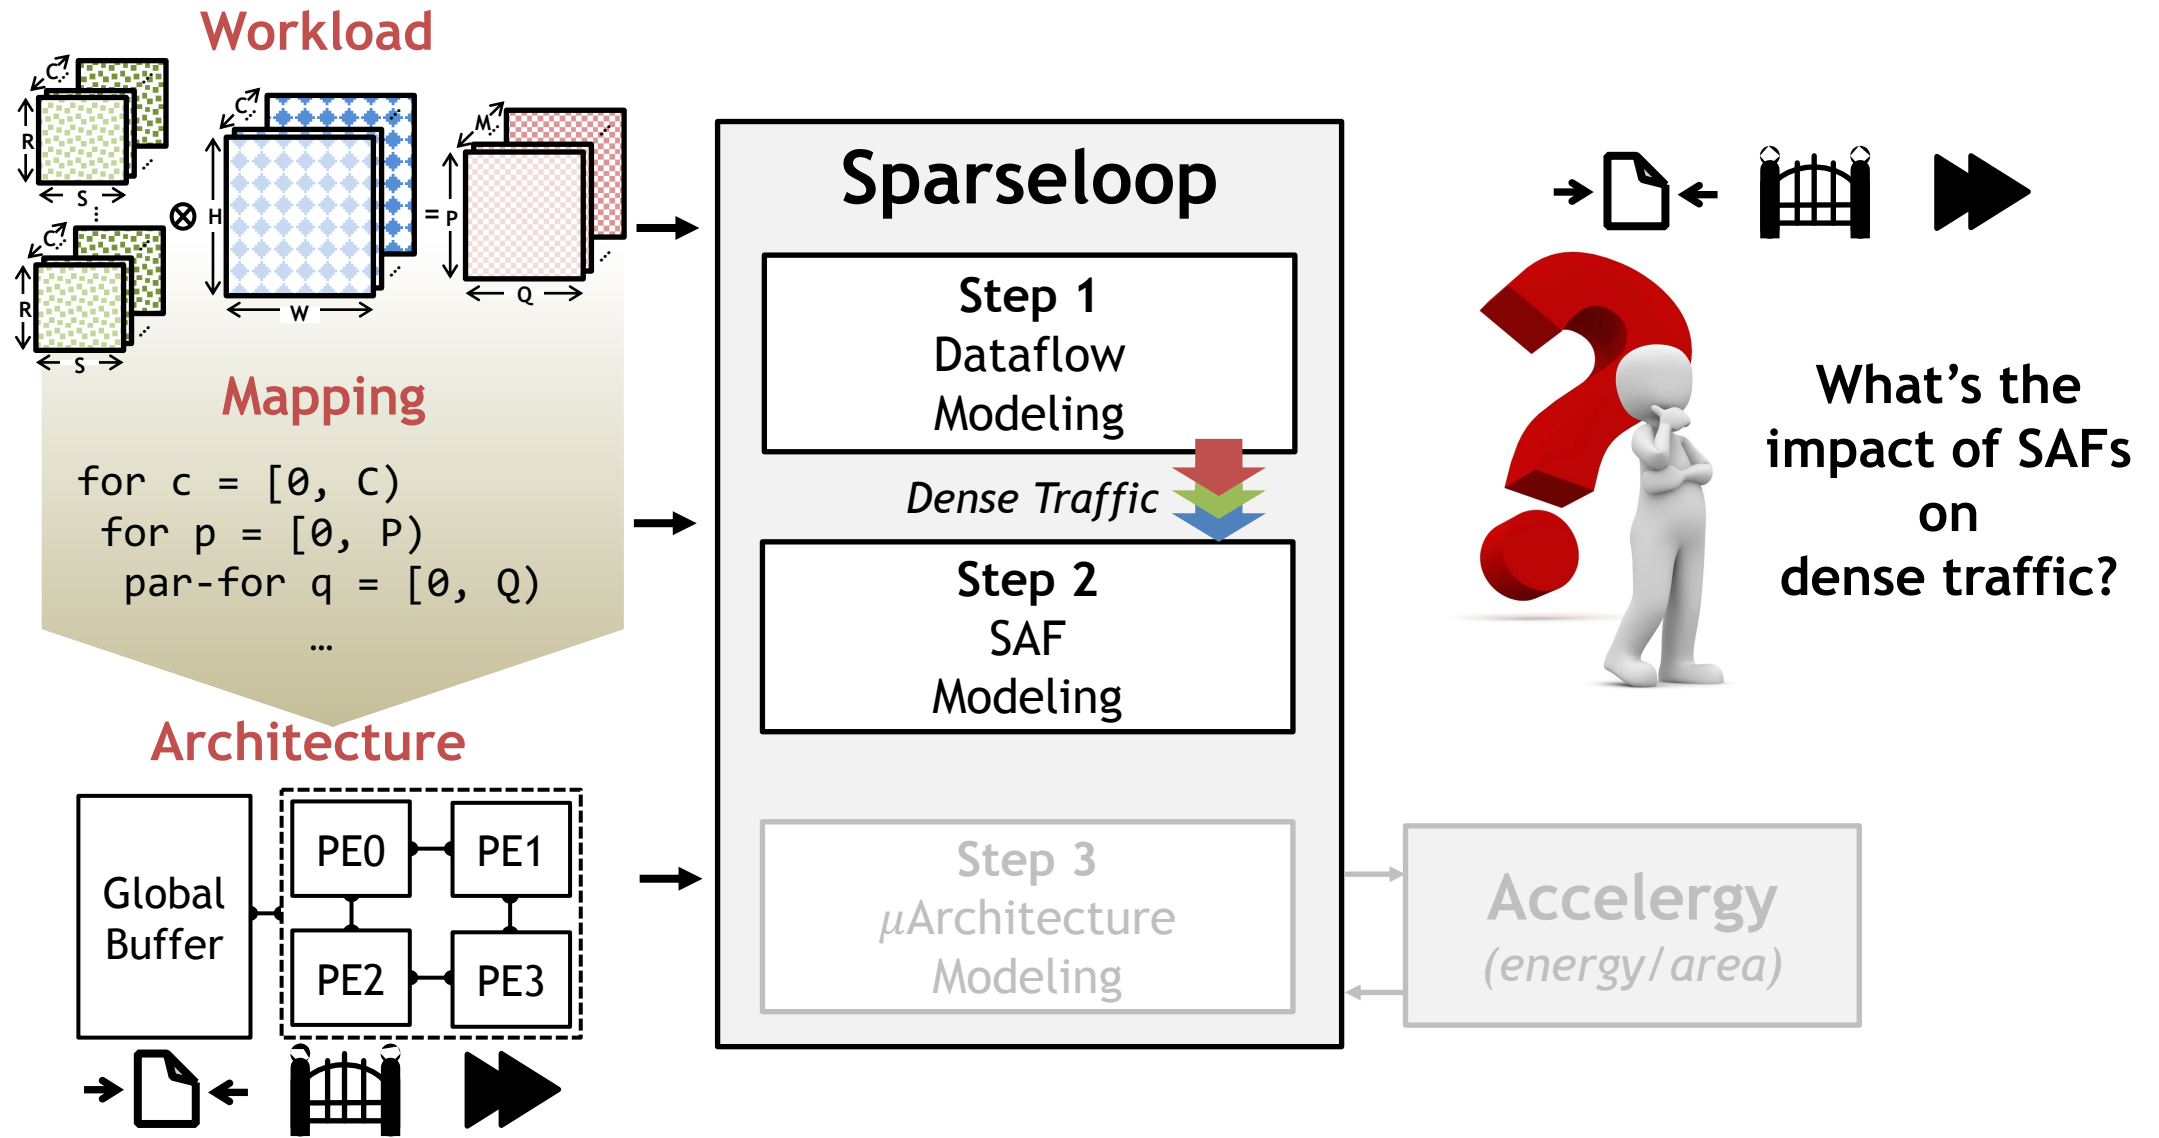 Workload
C
R
S
C
R
S
C
H
W
=
M
P
Q
Mapping
for c = [0, C)
for p = [0, P)
par-for q = [0, Q)
…
Architecture
Global
Buffer
PE0
PE1
PE2
PE3
Sparseloop
Step 1
Dataflow
Modeling
Dense Traffic
Step 2
SAF
Modeling
Step 3
μArchitecture
Modeling
What's the
impact of SAFs
on
dense traffic?
Accelergy
(energy/area)